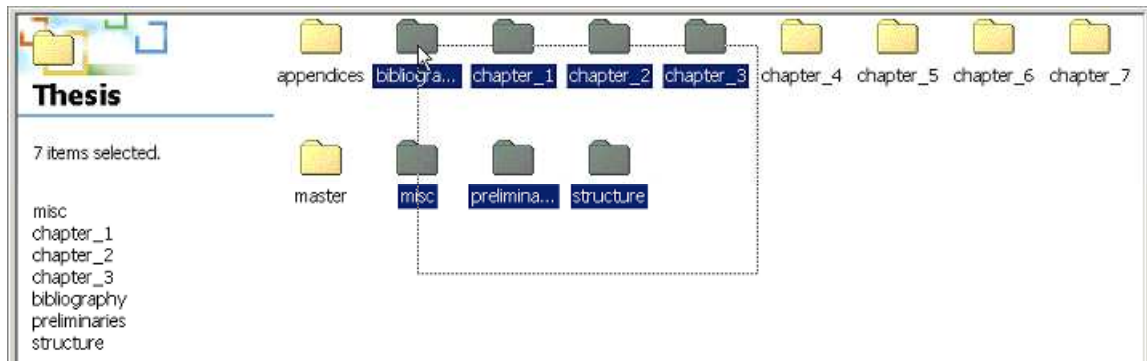 Thesis
7 items selected.
misc
chapter_1
chapter_2
chapter_3
bibliography
preliminaries
structure
appendices bibliogra... chapter_1 chapter_2 chapter_3 chapter_4 chapter_5 chapter_6 chapter_7
master misc prelimina... structure